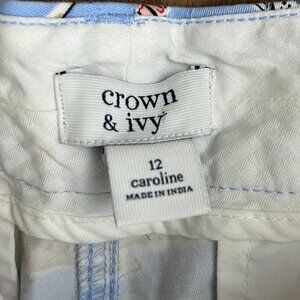 crown
& ivy
12
caroline
MADE IN INDIA